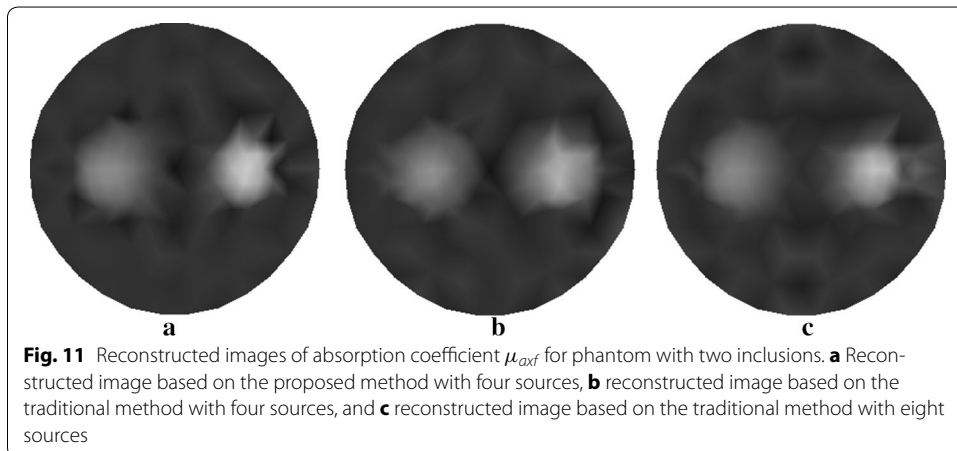 a b c
Fig. 11 Reconstructed images of absorption coefficient μaxf for phantom with two inclusions. a Recon-
structed image based on the proposed method with four sources, b reconstructed image based on the
traditional method with four sources, and c reconstructed image based on the traditional method with eight
sources